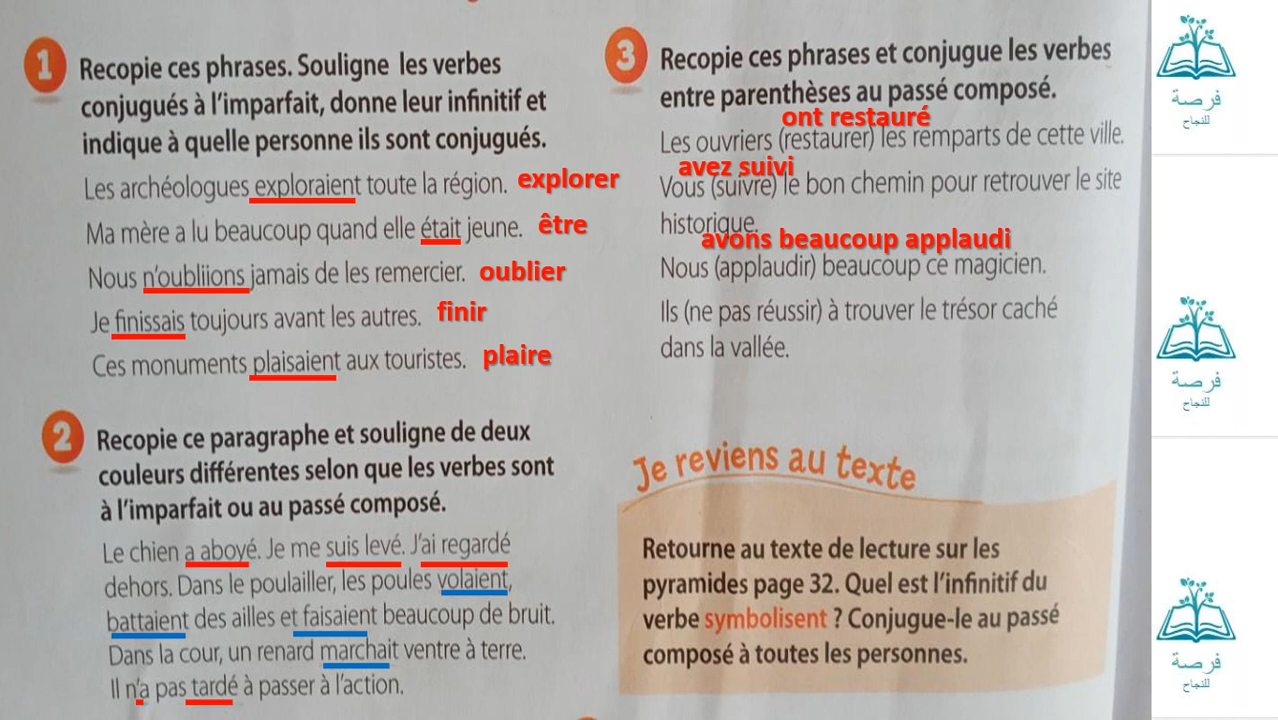 1
Recopie ces phrases. Souligne les verbes
conjugués à l'imparfait, donne leur infinitif et
indique à quelle personne ils sont conjugués.
Les archéologues exploraient toute la région. explorer
Ma mère a lu beaucoup quand elle était jeune. être
Nous n'oubliions jamais de les remercier. oublier
Je finissais toujours avant les autres. finir
Ces monuments plaisaient aux touristes. plaire
2
Recopie ce paragraphe et souligne de deux
couleurs différentes selon que les verbes sont
à l'imparfait ou au passé composé.
Le chien a aboyé. Je me suis levé. J'ai regardé
dehors. Dans le poulailler, les poules volaient,
battaient des ailles et faisaient beaucoup de bruit.
Dans la cour, un renard marchait ventre à terre.
Il n'a pas tardé à passer à l'action.
3
Recopie ces phrases et conjugue les verbes
entre parenthèses au passé composé.
ont restauré
Les ouvriers (restaurer) les remparts de cette ville.
avez suivi
Vous (suivre) le bon chemin pour retrouver le site
historique.
avons beaucoup applaudi
Nous (applaudir) beaucoup ce magicien.
Ils (ne pas réussir) à trouver le trésor caché
dans la vallée.
Je reviens au texte
Retourne au texte de lecture sur les
pyramides page 32. Quel est l'infinitif du
verbe symbolisent ? Conjugue-le au passé
composé à toutes les personnes.
فرصة
للنجاح
فرصة
للنجاح
فرصة
للنجاح